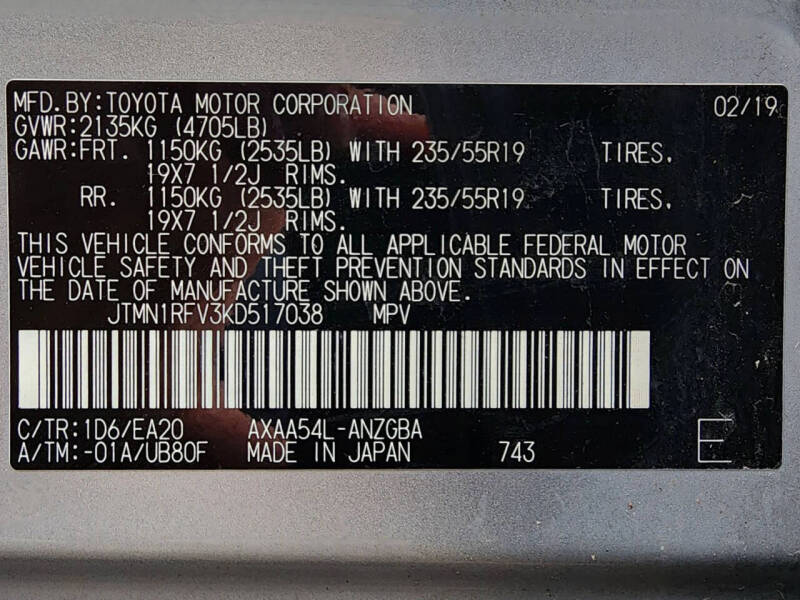 MFD.BY:TOYOTA MOTOR CORPORATION 02/19
GVWR:2135KG (4705LB)
GAWR:FRT. 1150KG (2535LB) WITH 235/55R19 TIRES.
19X7 1/2J RIMS.
RR. 1150KG (2535LB) WITH 235/55R19 TIRES.
19X7 1/2J RIMS.
THIS VEHICLE CONFORMS TO ALL APPLICABLE FEDERAL MOTOR
VEHICLE SAFETY AND THEFT PREVENTION STANDARDS IN EFFECT ON
THE DATE OF MANUFACTURE SHOWN ABOVE.
JTMN1RFV3KD517038 MPV
C/TR:1D6/EA20 AXAA54L-ANZGBA
A/TM:-01A/UB80F MADE IN JAPAN 743 E